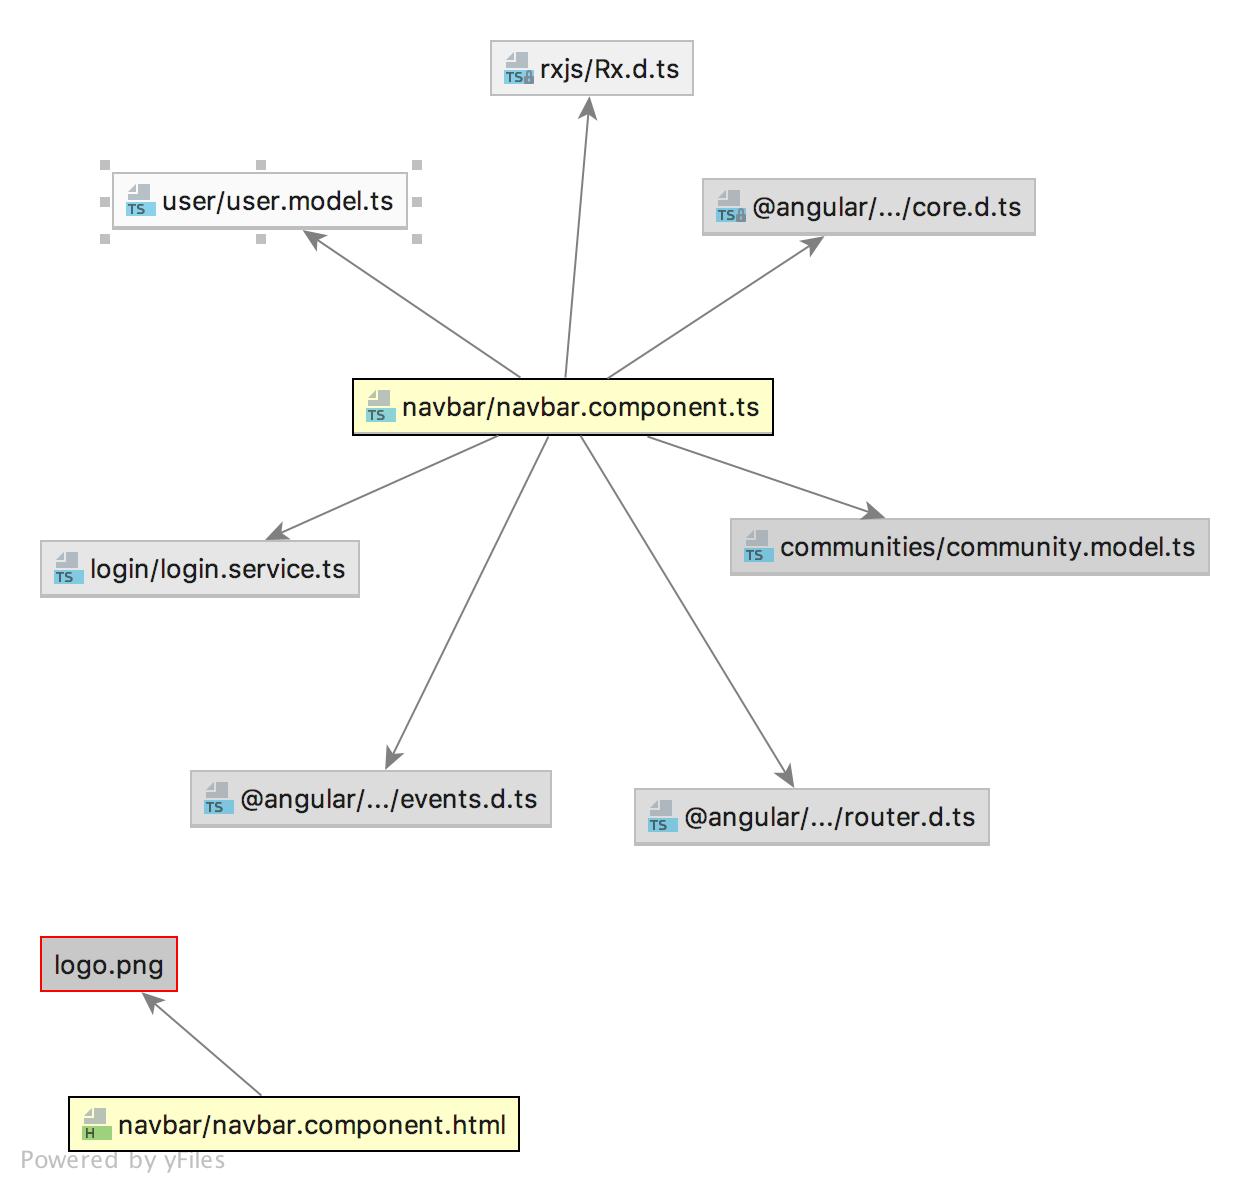 rxjs/Rx.d.ts
TS
user/user.model.ts
TS
@angular/.../core.d.ts
TS
navbar/navbar.component.ts
TS
login/login.service.ts
TS
communities/community.model.ts
TS
@angular/.../events.d.ts
TS
@angular/.../router.d.ts
TS
logo.png
navbar/navbar.component.html
H
Powered by yFiles